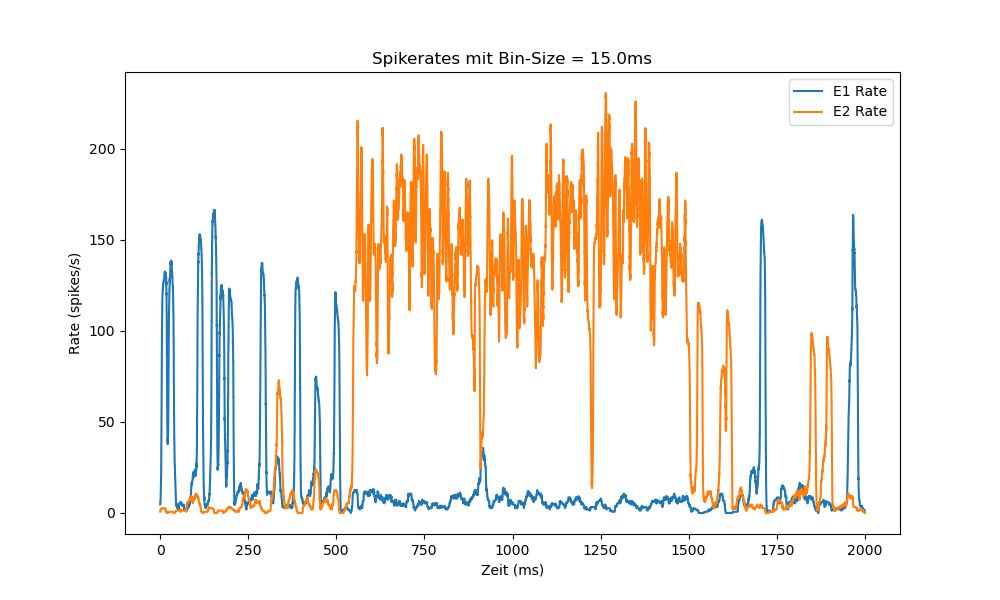 Spikerates mit Bin-Size = 15.0ms
E1 Rate
E2 Rate
Rate (spikes/s)
200
150
100
50
0
0 250 500 750 1000 1250 1500 1750 2000
Zeit (ms)